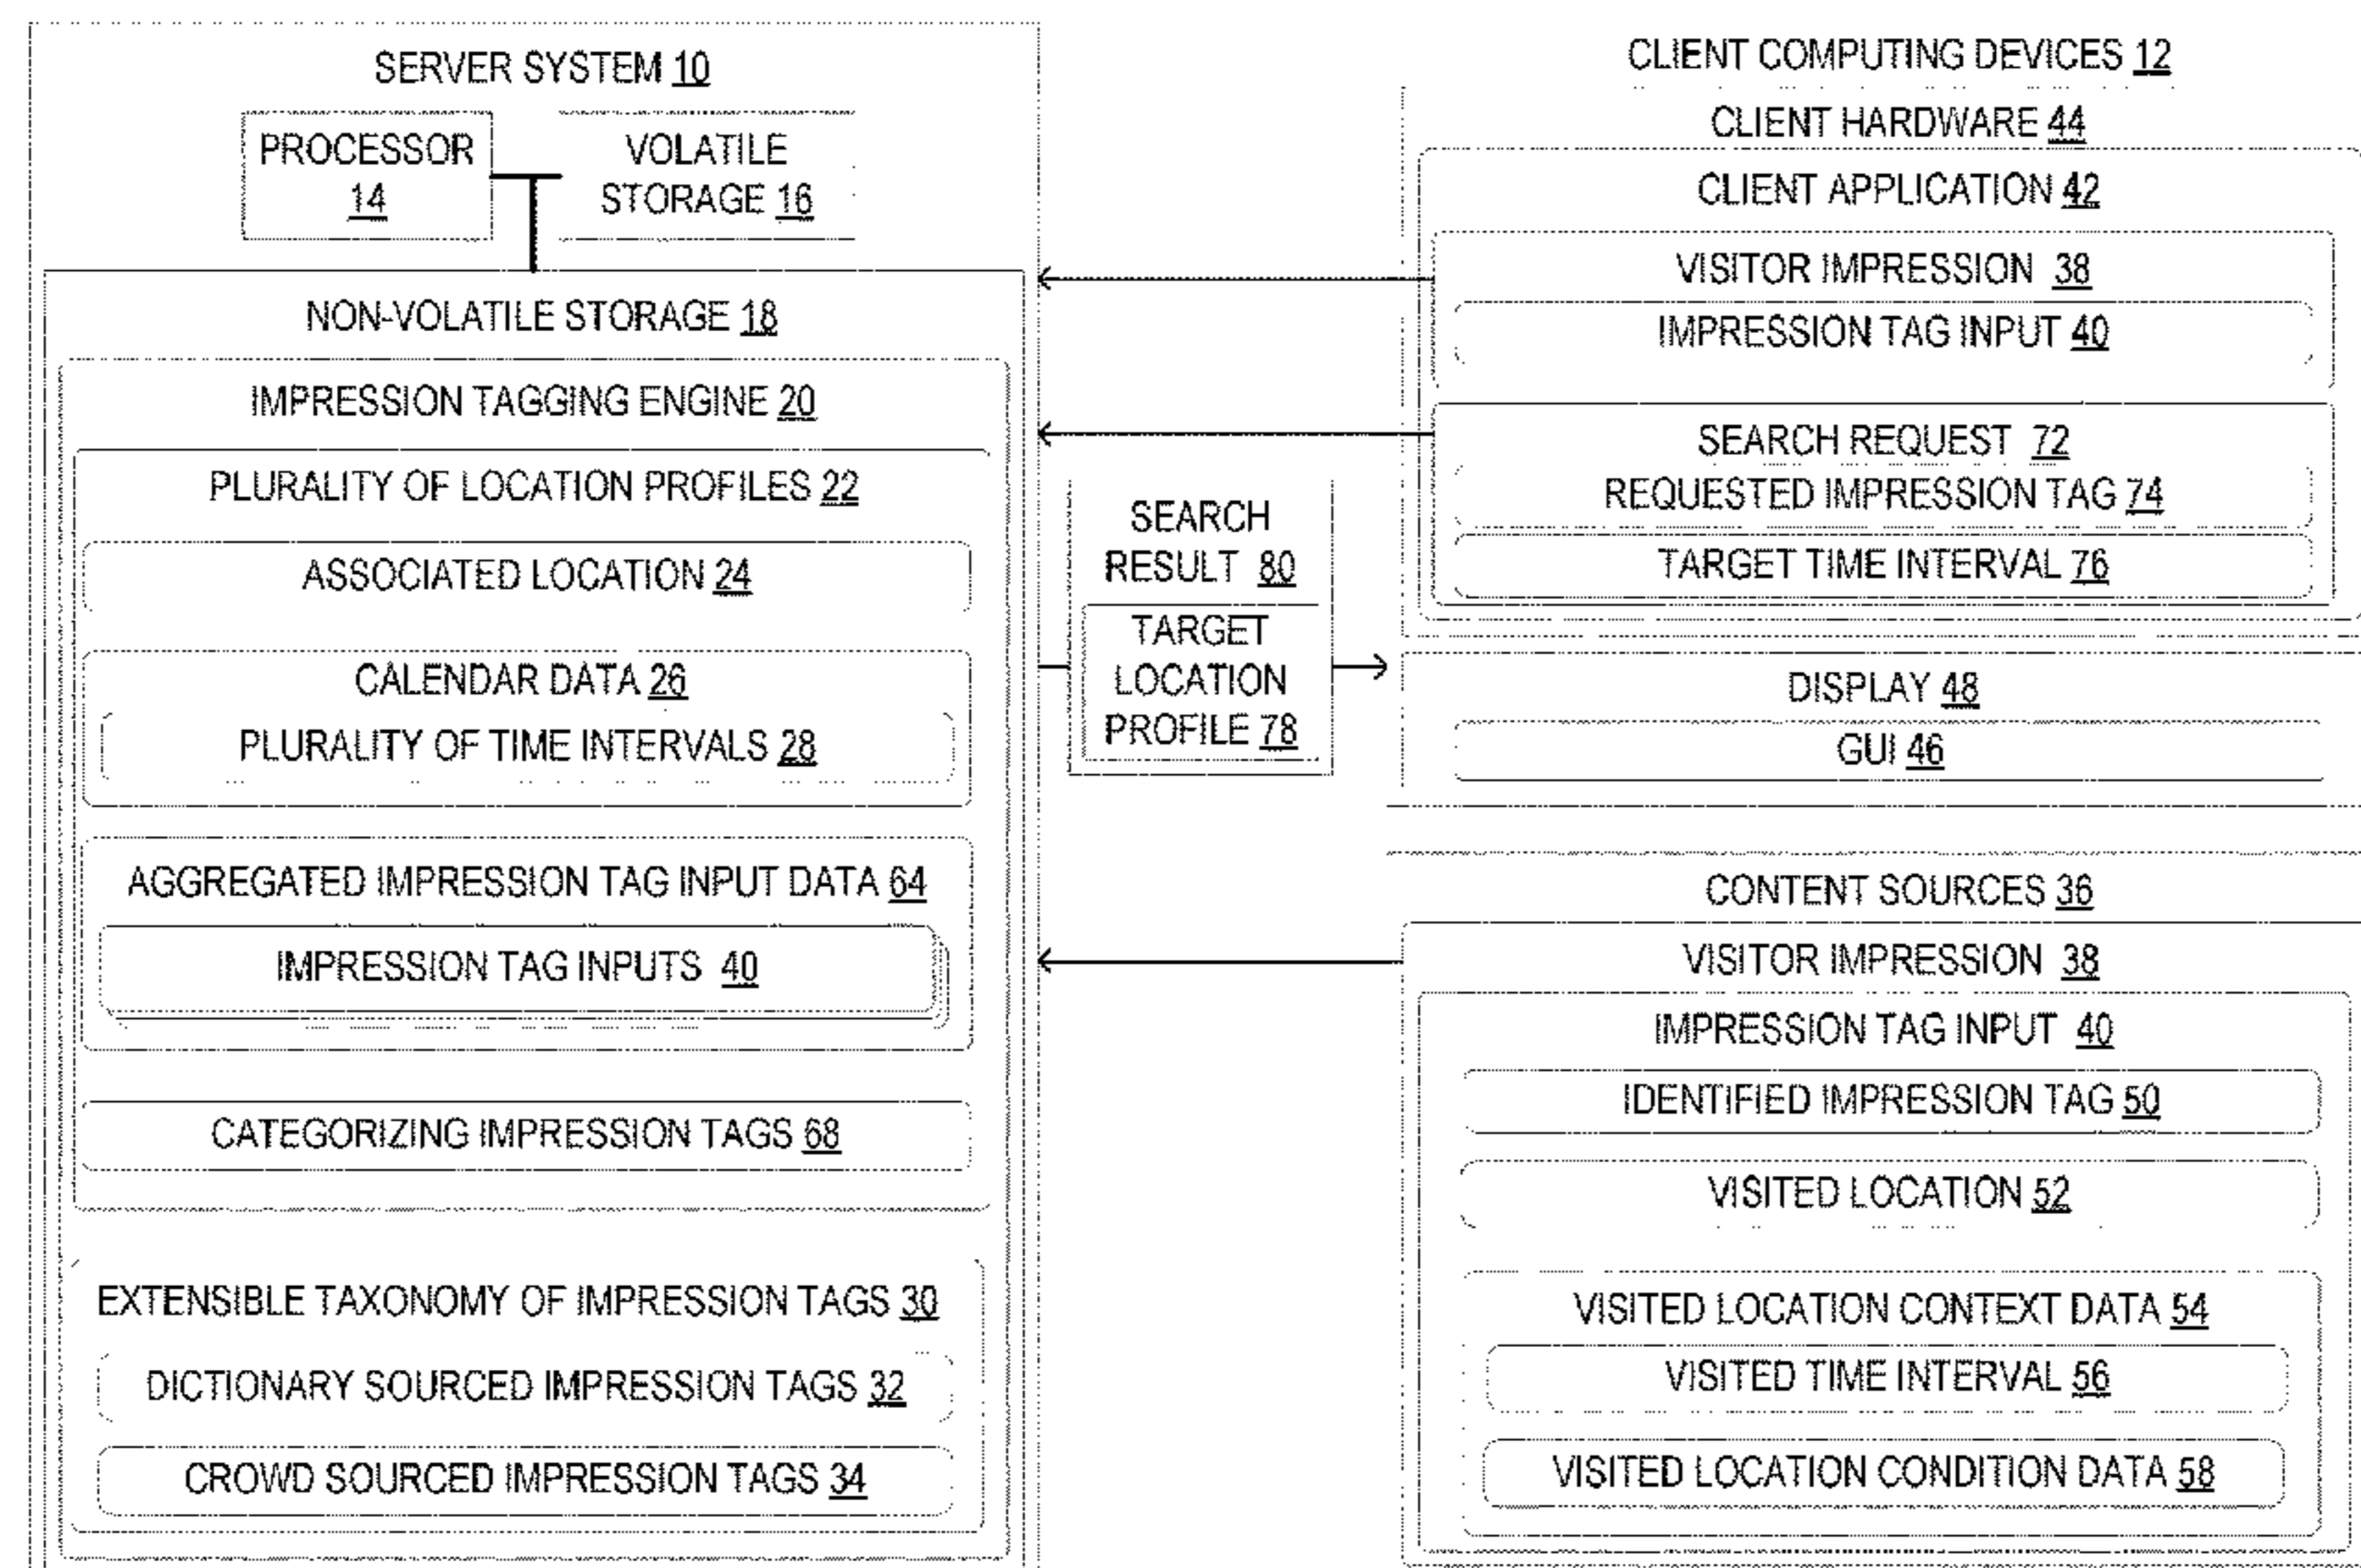 SERVER SYSTEM 10
PROCESSOR
14
VOLATILE
STORAGE 16
NON-VOLATILE STORAGE 18
IMPRESSION TAGGING ENGINE 20
PLURALITY OF LOCATION PROFILES 22
ASSOCIATED LOCATION 24
CALENDAR DATA 26
PLURALITY OF TIME INTERVALS 28
AGGREGATED IMPRESSION TAG INPUT DATA 64
IMPRESSION TAG INPUTS 40
CATEGORIZING IMPRESSION TAGS 68
EXTENSIBLE TAXONOMY OF IMPRESSION TAGS 30
DICTIONARY SOURCED IMPRESSION TAGS 32
CROWD SOURCED IMPRESSION TAGS 34
SEARCH
RESULT 80
TARGET
LOCATION
PROFILE 78
CLIENT COMPUTING DEVICES 12
CLIENT HARDWARE 44
CLIENT APPLICATION 42
VISITOR IMPRESSION 38
IMPRESSION TAG INPUT 40
SEARCH REQUEST 72
REQUESTED IMPRESSION TAG 74
TARGET TIME INTERVAL 76
DISPLAY 48
GUI 46
CONTENT SOURCES 36
VISITOR IMPRESSION 38
IMPRESSION TAG INPUT 40
IDENTIFIED IMPRESSION TAG 50
VISITED LOCATION 52
VISITED LOCATION CONTEXT DATA 54
VISITED TIME INTERVAL 56
VISITED LOCATION CONDITION DATA 58